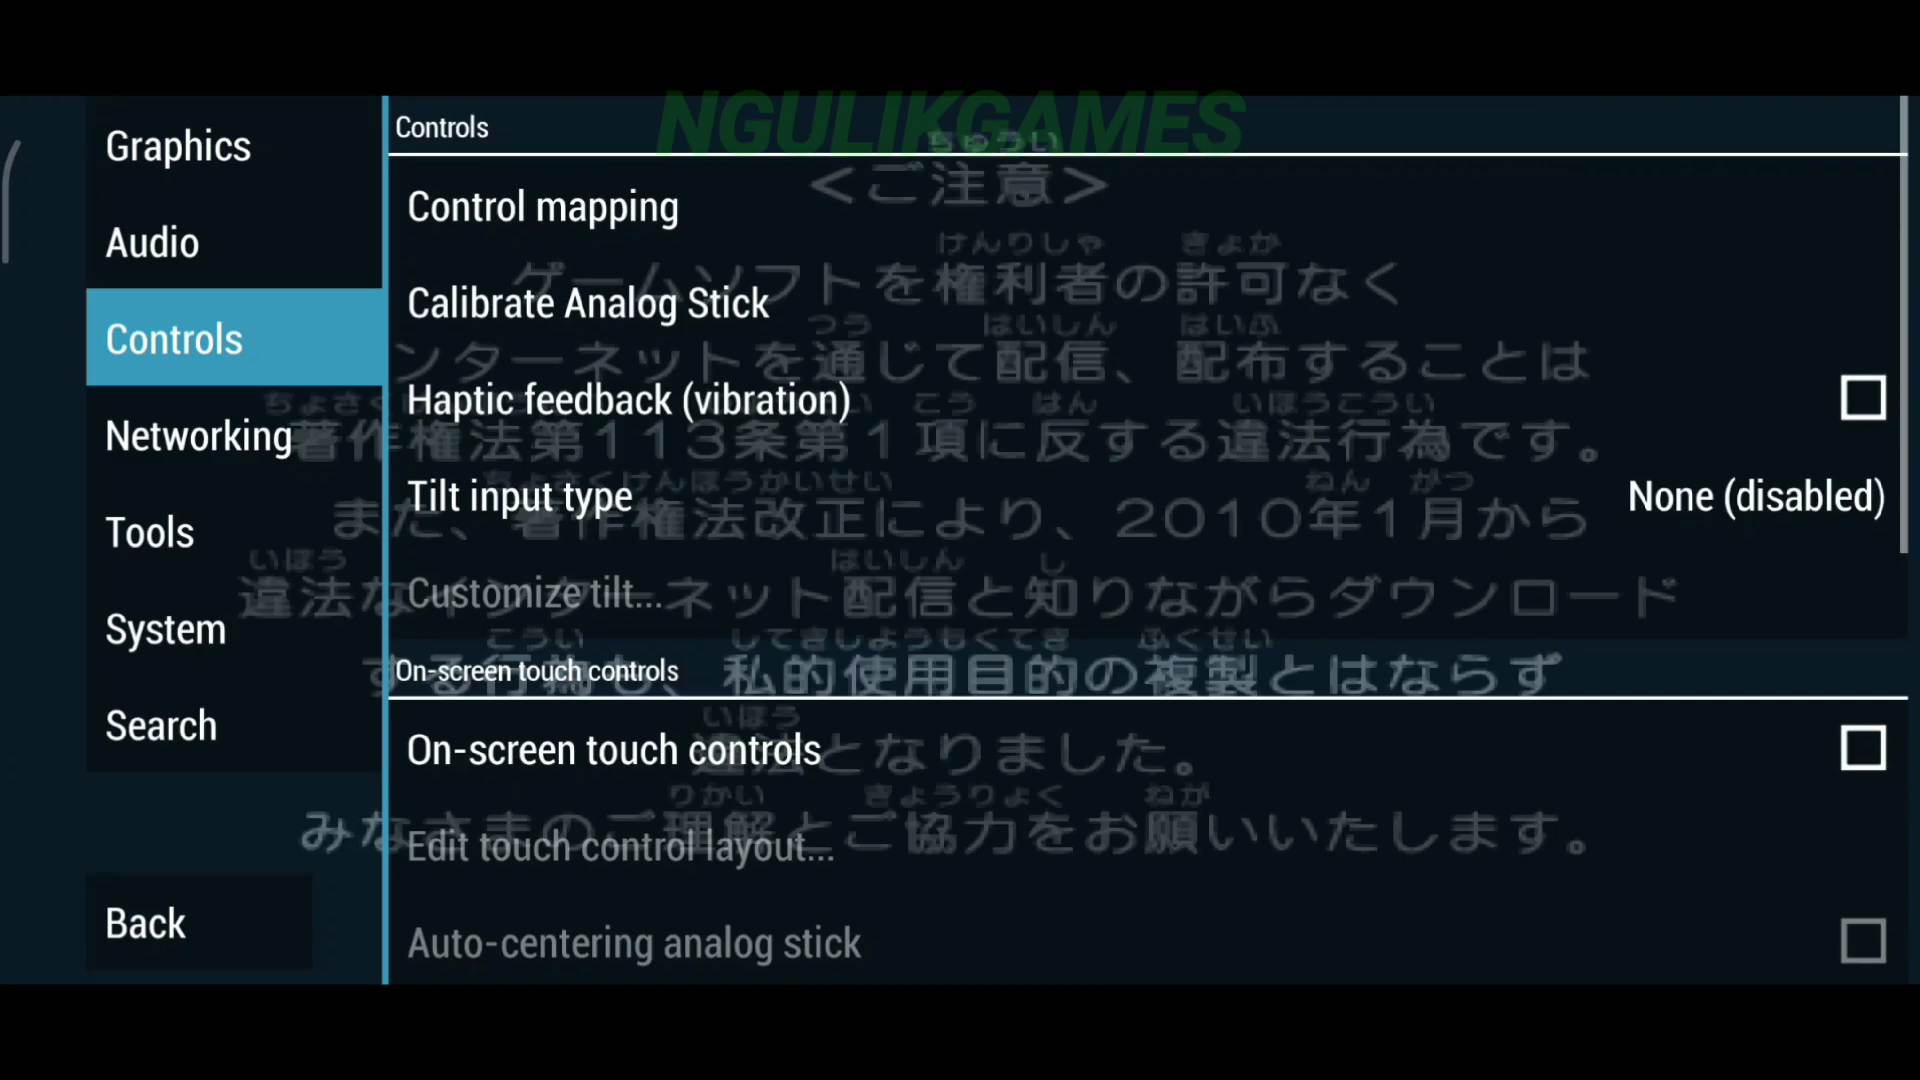 NGULIKGAMES
Graphics
Audio
Controls
Networking
Tools
System
Search
Back
Controls
Control mapping
Calibrate Analog Stick
Haptic feedback (vibration)
Tilt input type
None (disabled)
Customize tilt...
On-screen touch controls
On-screen touch controls
Edit touch control layout...
Auto-centering analog stick
ちゅうい
<ご注意>
けんりしゃ きょか
ゲームソフトを権利者の許可なく
つう はいしん はいふ
ンターネットを通じて配信、配布することは
ちょさく こう はん いほうこうい
著作権法第113条第1項に反する違法行為です。
ちょさくけんほうかいせい ねん がつ
また、著作権法改正により、2010年1月から
いほう はいしん し
違法なインターネット配信と知りながらダウンロード
こうい してきしようもくてき ふくせい
する行為も、私的使用目的の複製とはならず
いほう
違法となりました。
りかい きょうりょく ねが
みなさまのご理解とご協力をお願いいたします。